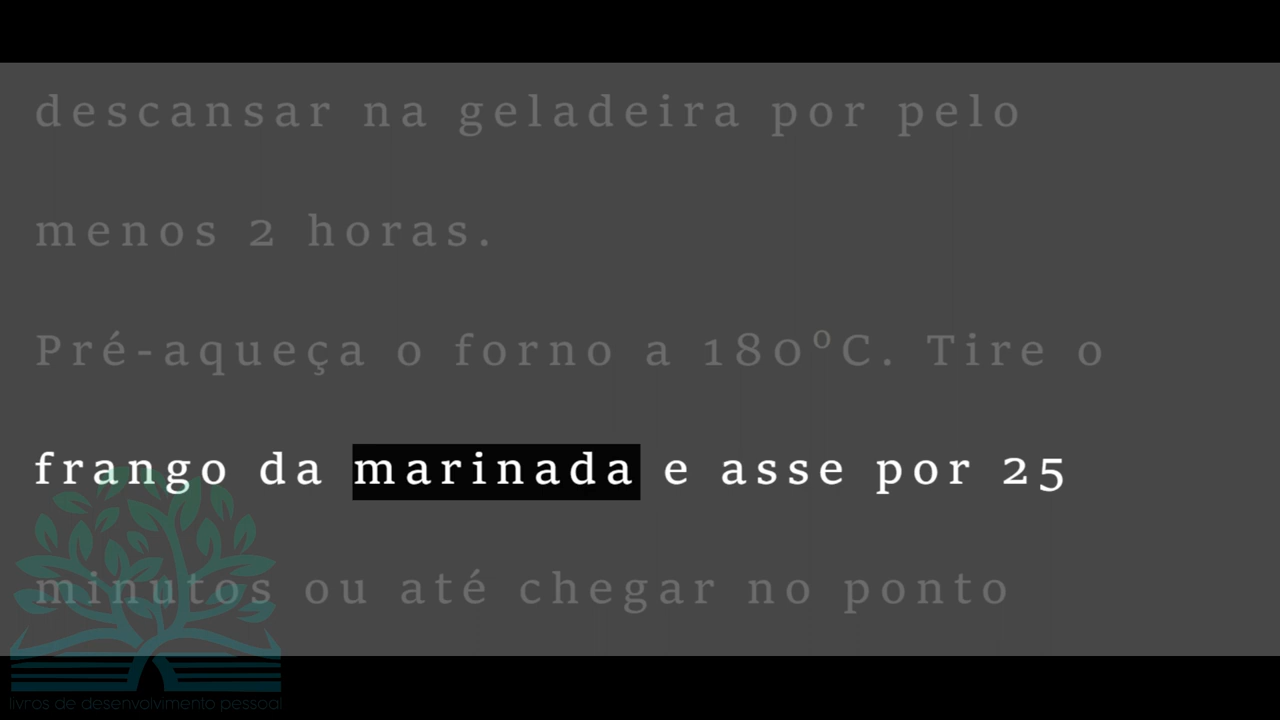 descansar na geladeira por pelo
menos 2 horas.
Pré-aqueça o forno a 180ºC. Tire o
frango da marinada e asse por 25
minutos ou até chegar no ponto
livros de desenvolvimento pessoal